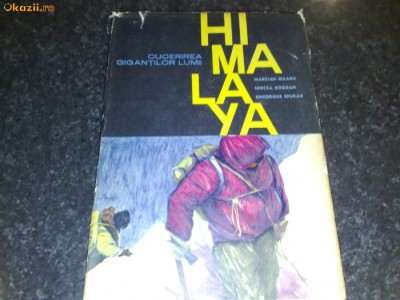 Okazii.ro
CUCERIREA
GIGANȚILOR LUMII
HI
MA
LA
YA
MARCIAN BLEAHU
MIRCEA BOGDAN
GHEORGHE EPURAN